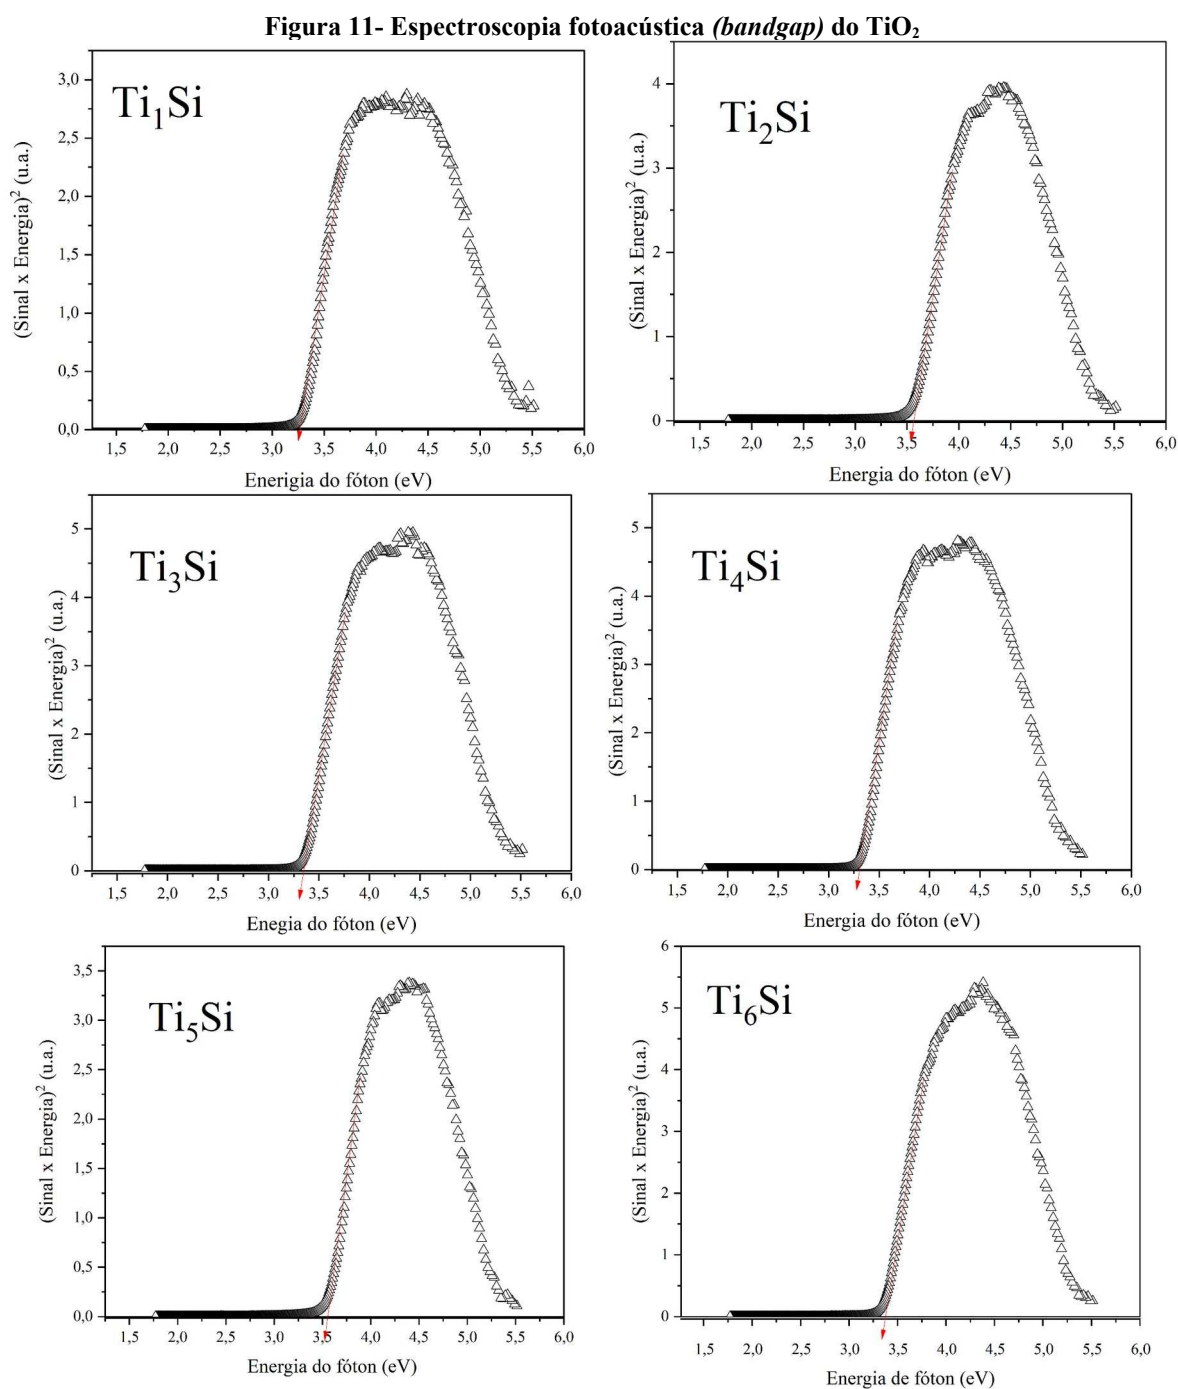 Figura 11- Espectroscopia fotoacústica (bandgap) do TiO₂
Ti₁Si
(Sinal x Energia)² (u.a.)
3,0
2,5
2,0
1,5
1,0
0,5
0,0
1,5 2,0 2,5 3,0 3,5 4,0 4,5 5,0 5,5 6,0
Enerigia do fóton (eV)
Ti₂Si
(Sinal x Energia)² (u.a.)
4
3
2
1
0
1,5 2,0 2,5 3,0 3,5 4,0 4,5 5,0 5,5 6,0
Energia do fóton (eV)
Ti₃Si
(Sinal x Energia)² (u.a.)
5
4
3
2
1
0
1,5 2,0 2,5 3,0 3,5 4,0 4,5 5,0 5,5 6,0
Enegia do fóton (eV)
Ti₄Si
(Sinal x Energia)² (u.a.)
5
4
3
2
1
0
1,5 2,0 2,5 3,0 3,5 4,0 4,5 5,0 5,5 6,0
Energia do fóton (eV)
Ti₅Si
(Sinal x Energia)² (u.a.)
3,5
3,0
2,5
2,0
1,5
1,0
0,5
0,0
1,5 2,0 2,5 3,0 3,5 4,0 4,5 5,0 5,5 6,0
Energia do fóton (eV)
Ti₆Si
(Sinal x Energia)² (u.a.)
6
5
4
3
2
1
0
1,5 2,0 2,5 3,0 3,5 4,0 4,5 5,0 5,5 6,0
Energia de fóton (eV)